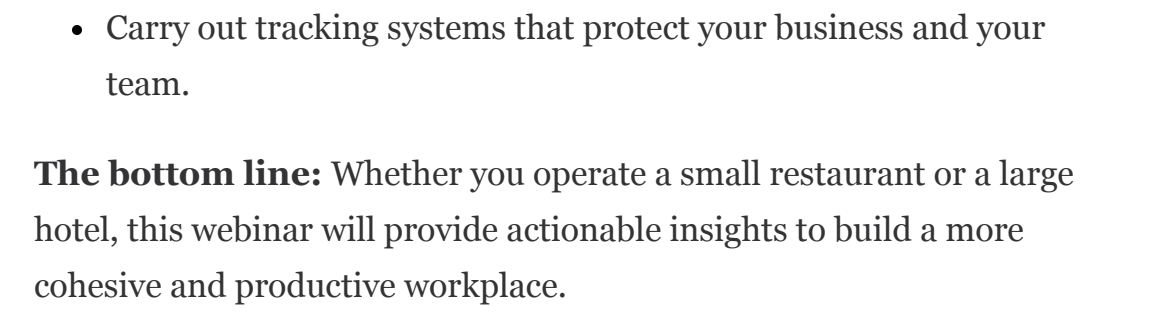 • Carry out tracking systems that protect your business and your
team.
The bottom line: Whether you operate a small restaurant or a large
hotel, this webinar will provide actionable insights to build a more
cohesive and productive workplace.